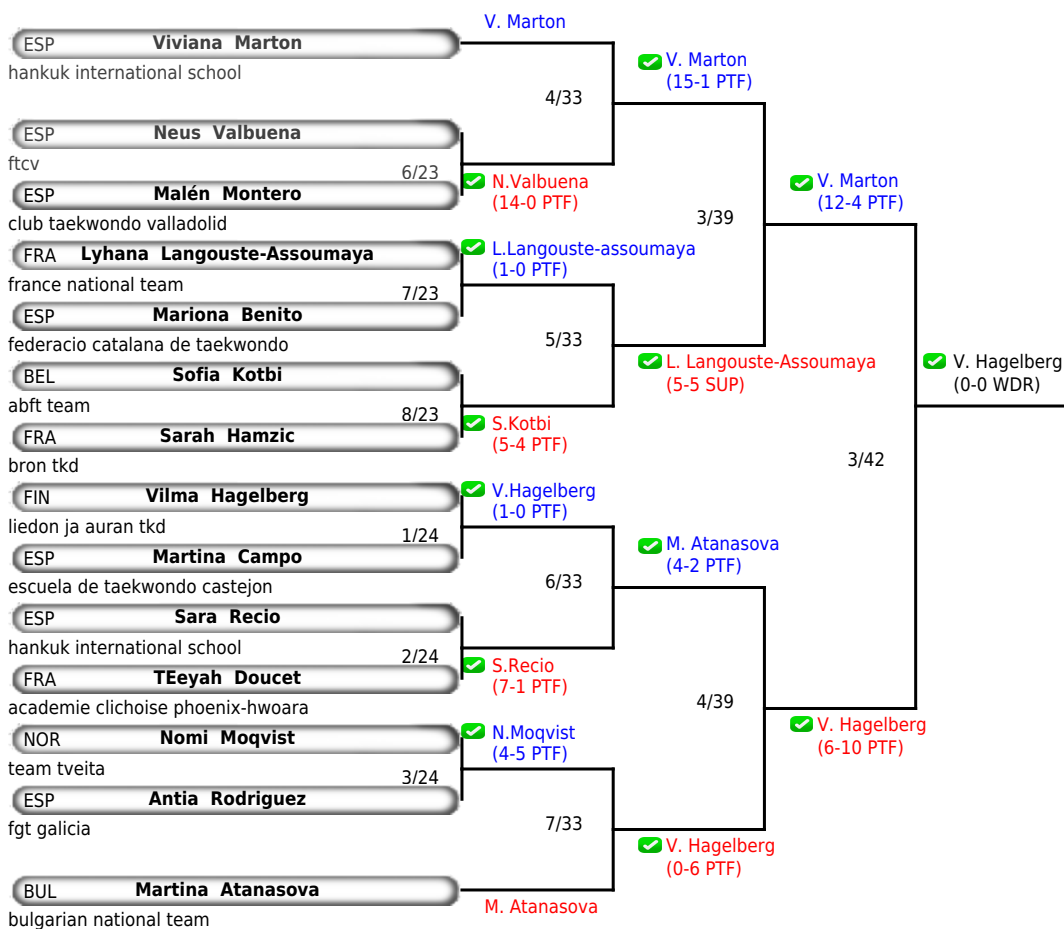 V. Marton
ESP Viviana Marton
hankuk international school
V. Marton
(15-1 PTF)
4/33
ESP Neus Valbuena
ftcv
6/23
N.Valbuena
(14-0 PTF)
ESP Malén Montero
club taekwondo valladolid
V. Marton
(12-4 PTF)
3/39
FRA Lyhana Langouste-Assoumaya
france national team
7/23
L.Langouste-assoumaya
(1-0 PTF)
ESP Mariona Benito
federacio catalana de taekwondo
5/33
L. Langouste-Assoumaya
(5-5 SUP)
V. Hagelberg
(0-0 WDR)
BEL Sofia Kotbi
abft team
8/23
S.Kotbi
(5-4 PTF)
FRA Sarah Hamzic
bron tkd
3/42
FIN Vilma Hagelberg
liedon ja auran tkd
1/24
V.Hagelberg
(1-0 PTF)
ESP Martina Campo
escuela de taekwondo castejon
6/33
M. Atanasova
(4-2 PTF)
ESP Sara Recio
hankuk international school
2/24
S.Recio
(7-1 PTF)
FRA TEeyah Doucet
academie clichoise phoenix-hwoara
4/39
V. Hagelberg
(6-10 PTF)
NOR Nomi Moqvist
team tveita
3/24
N.Moqvist
(4-5 PTF)
ESP Antia Rodriguez
fgt galicia
7/33
V. Hagelberg
(0-6 PTF)
BUL Martina Atanasova
bulgarian national team
M. Atanasova